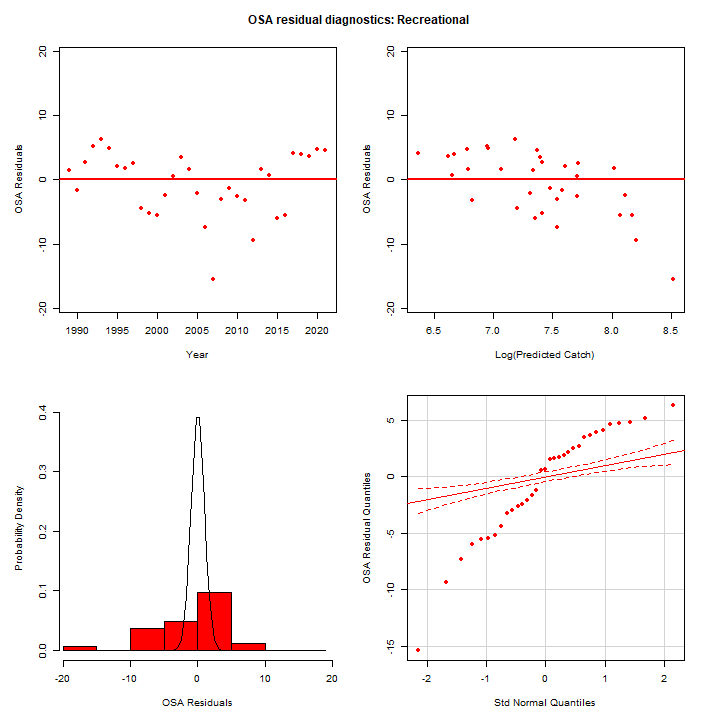 OSA residual diagnostics: Recreational
OSA Residuals
20
10
0
-10
-20
1990 1995 2000 2005 2010 2015 2020
Year
OSA Residuals
20
10
0
-10
-20
6.5 7.0 7.5 8.0 8.5
Log(Predicted Catch)
Probability Density
0.4
0.3
0.2
0.1
0.0
-20 -10 0 10 20
OSA Residuals
OSA Residual Quantiles
5
0
-5
-10
-15
-2 -1 0 1 2
Std Normal Quantiles